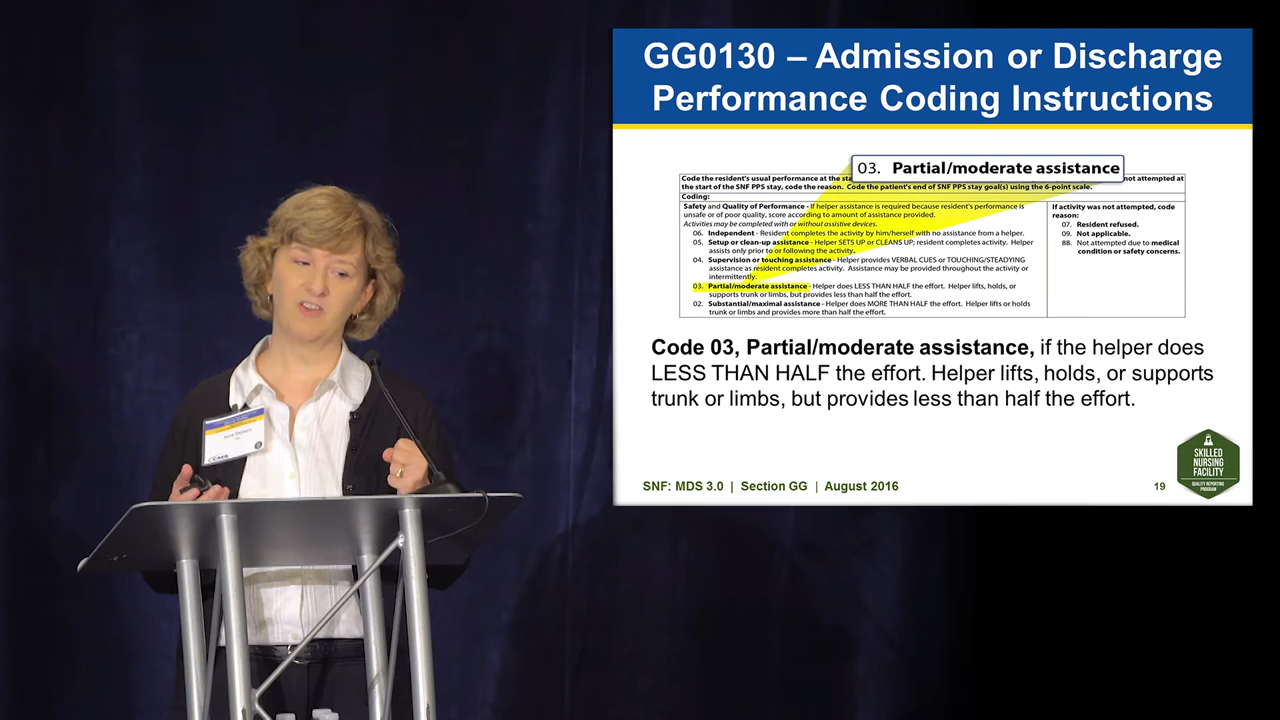 GG0130 – Admission or Discharge
Performance Coding Instructions
03. Partial/moderate assistance
Code the resident's usual performance at the sta
not attempted at
the start of the SNF PPS stay, code the reason. Code the patient's end of SNF PPS stay goal(s) using the 6-point scale.
Coding:
Safety and Quality of Performance - If helper assistance is required because resident's performance is
unsafe or of poor quality, score according to amount of assistance provided.
Activities may be completed with or without assistive devices.
06. Independent - Resident completes the activity by him/herself with no assistance from a helper.
05. Setup or clean-up assistance - Helper SETS UP or CLEANS UP; resident completes activity. Helper
assists only prior to or following the activity.
04. Supervision or touching assistance - Helper provides VERBAL CUES or TOUCHING/STEADYING
assistance as resident completes activity. Assistance may be provided throughout the activity or
intermittently.
03. Partial/moderate assistance - Helper does LESS THAN HALF the effort. Helper lifts, holds, or
supports trunk or limbs, but provides less than half the effort.
02. Substantial/maximal assistance - Helper does MORE THAN HALF the effort. Helper lifts or holds
trunk or limbs and provides more than half the effort.
If activity was not attempted, code
reason:
07. Resident refused.
09. Not applicable.
88. Not attempted due to medical
condition or safety concerns.
Code 03, Partial/moderate assistance, if the helper does
LESS THAN HALF the effort. Helper lifts, holds, or supports
trunk or limbs, but provides less than half the effort.
SNF: MDS 3.0 | Section GG | August 2016
19
SKILLED
NURSING
FACILITY
QUALITY REPORTING
PROGRAM
CMS